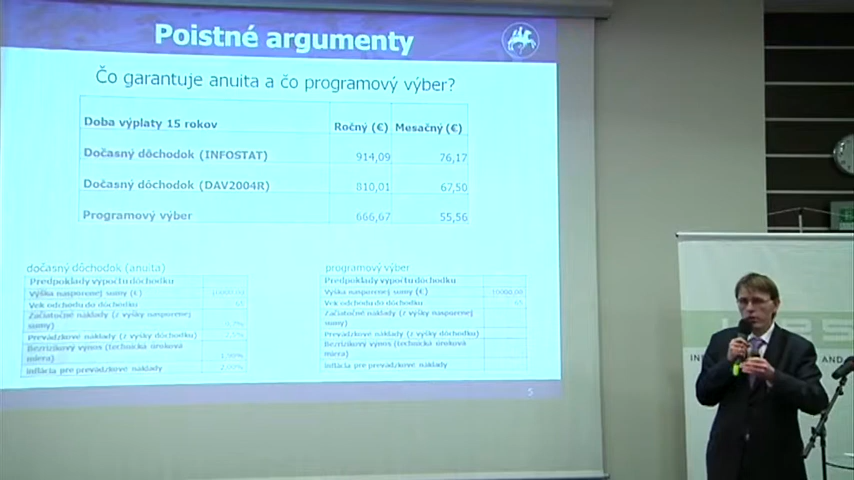 Poistné argumenty
Čo garantuje anuita a čo programový výber?
Doba výplaty 15 rokov Ročný (€) Mesačný (€)
Dočasný dôchodok (INFOSTAT) 914,09 76,17
Dočasný dôchodok (DAV2004R) 810,01 67,50
Programový výber 666,67 55,56
dočasný dôchodok (anuita)
Predpoklady výpočtu dôchodku
Výška nasporenej sumy (€)
Vek odchodu do dôchodku
Začiatočné náklady (z výšky nasporenej
sumy)
Prevádzkové náklady (z výšky dôchodku)
Bezrizikový výnos (technická úroková
miera)
Inflácia pre prevádzkové náklady
programový výber
Predpoklady výpočtu dôchodku
Výška nasporenej sumy (€) 10000,00
Vek odchodu do dôchodku
Začiatočné náklady (z výšky nasporenej
sumy)
Prevádzkové náklady (z výšky dôchodku)
Bezrizikový výnos (technická úroková
miera)
Inflácia pre prevádzkové náklady
5
AND